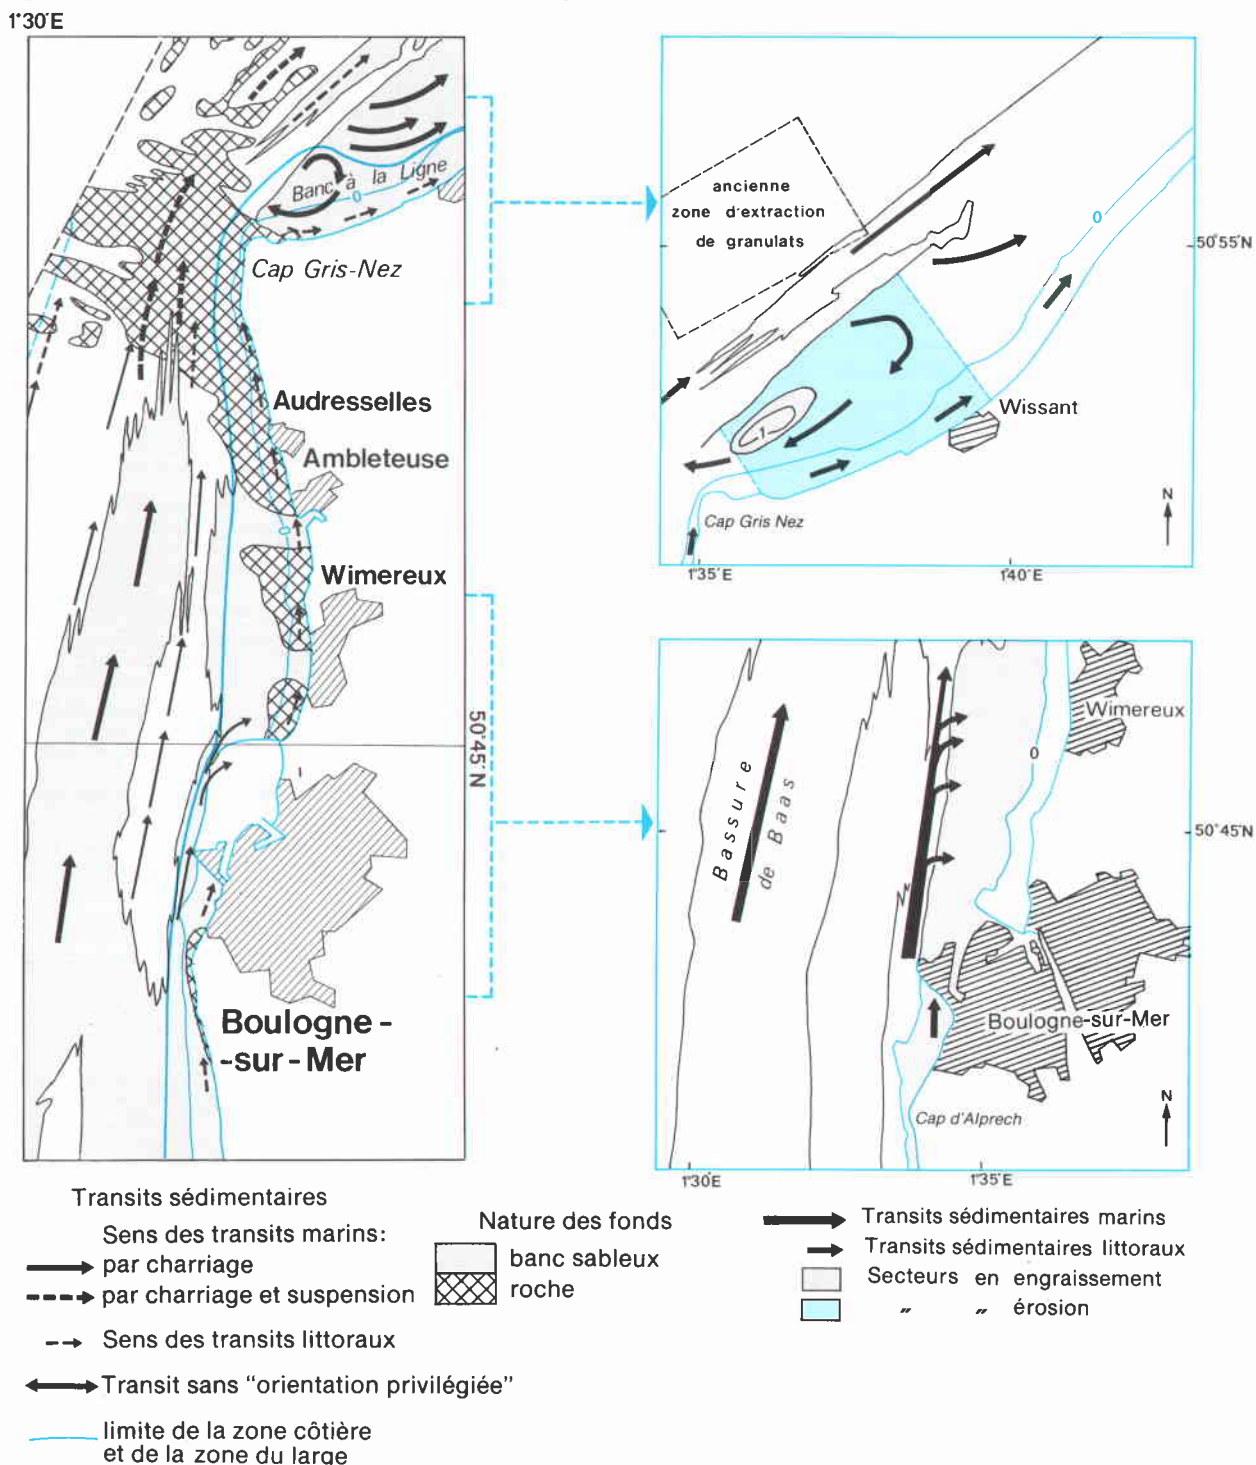 1°30'E
Banc à la Ligne
0
Cap Gris-Nez
Audresselles
Ambleteuse
0
Wimereux
50°45'N
Boulogne-
-sur-Mer
ancienne
zone d'extraction
de granulats
0
50°55'N
1
Wissant
Cap Gris Nez
N
1°35'E
1°40'E
Wimereux
0
Bassure
de Baas
50°45'N
Boulogne-sur-Mer
Cap d'Alprech
N
1°30'E
1°35'E
Transits sédimentaires
Sens des transits marins:
par charriage
par charriage et suspension
Sens des transits littoraux
Transit sans "orientation privilégiée"
limite de la zone côtière
et de la zone du large
Nature des fonds
banc sableux
roche
Transits sédimentaires marins
Transits sédimentaires littoraux
Secteurs en engraissement
" " érosion